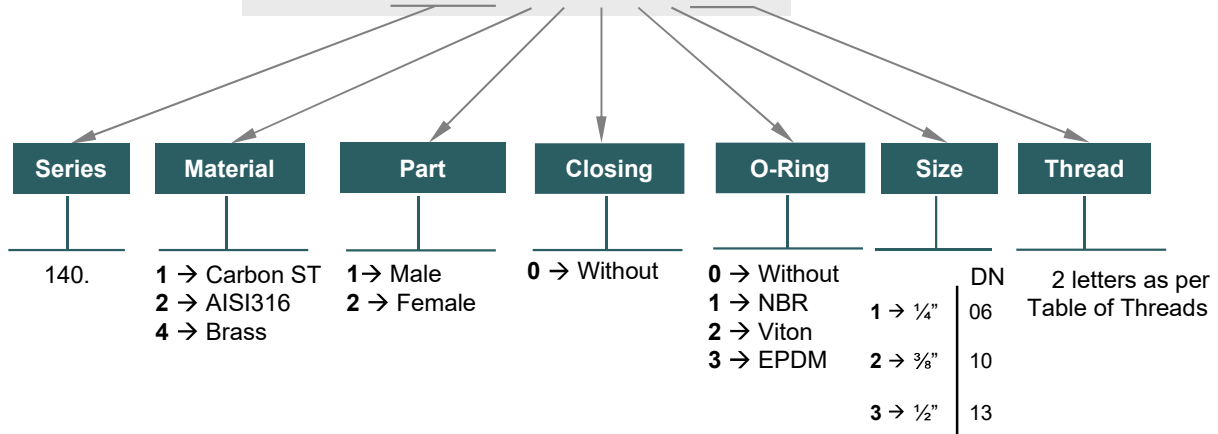 Series Material Part Closing O-Ring Size Thread
140.
1 → Carbon ST
2 → AISI316
4 → Brass
1→ Male
2 → Female
0 → Without
0 → Without
1 → NBR
2 → Viton
3 → EPDM
DN
1 → ¼” 06
2 → ⅜” 10
3 → ½” 13
2 letters as per
Table of Threads